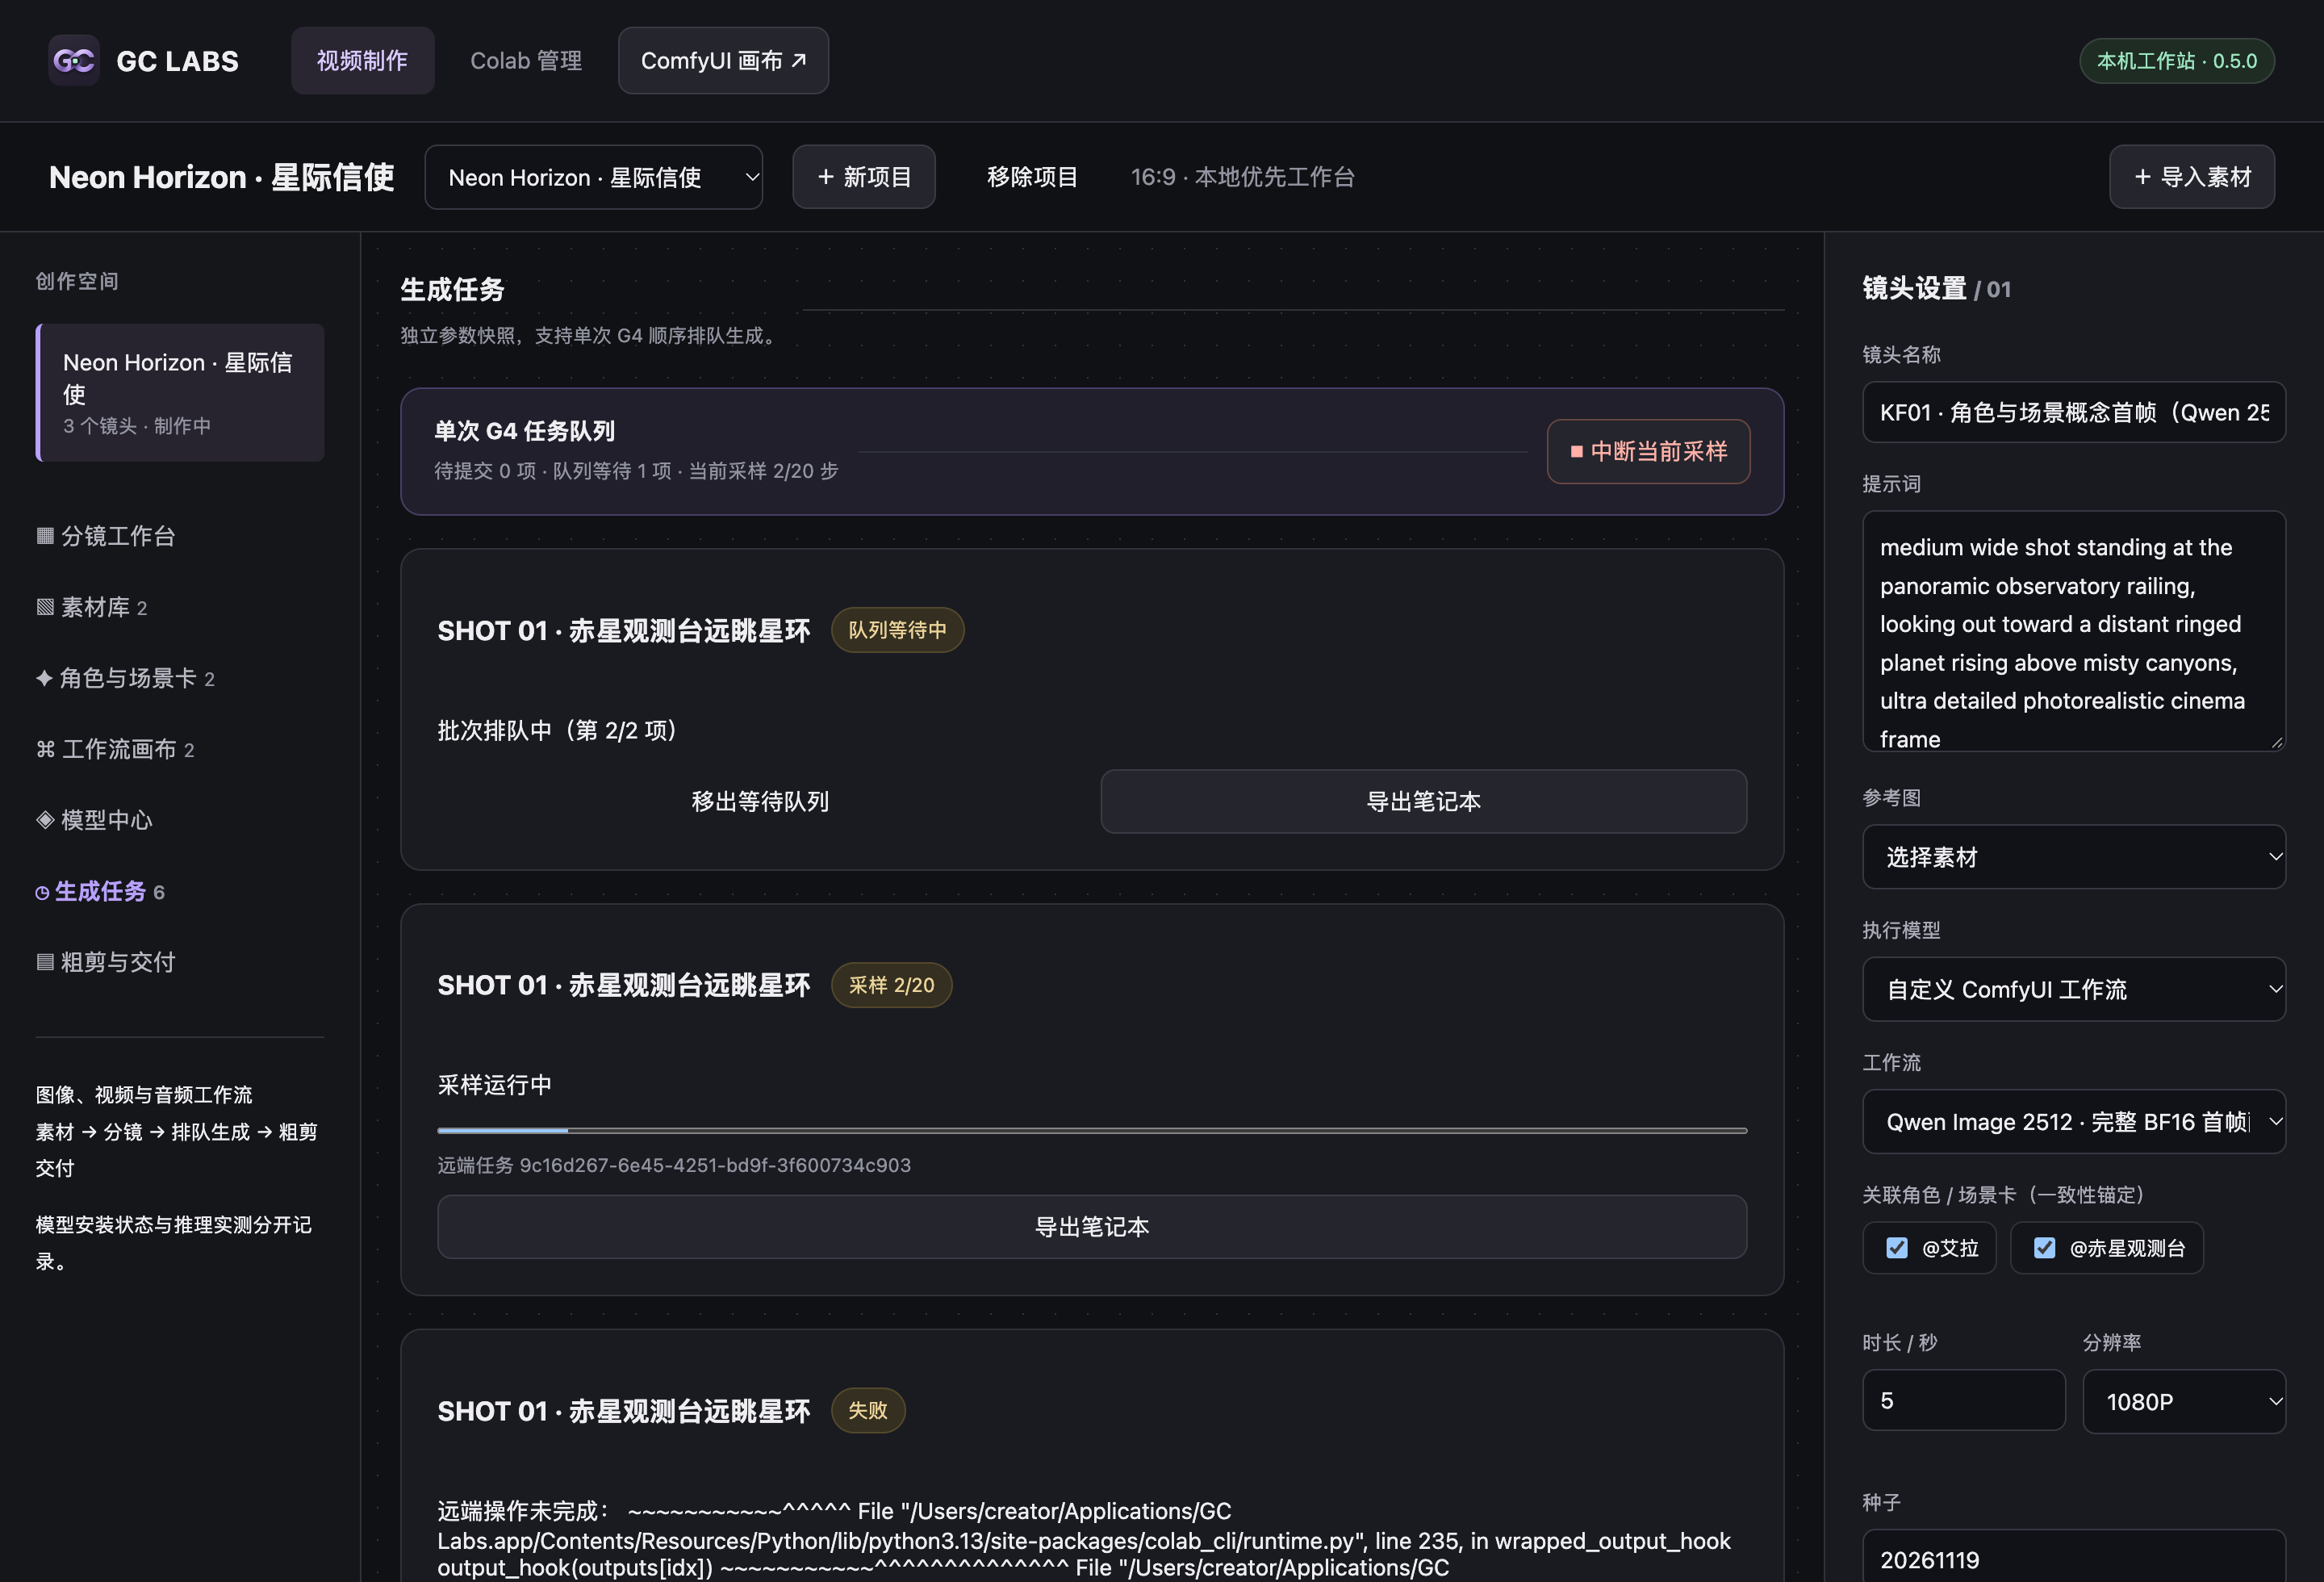 GC LABS
视频制作
Colab 管理
ComfyUI 画布 ↗
本机工作站 · 0.5.0
Neon Horizon · 星际信使
Neon Horizon · 星际信使
+ 新项目
移除项目
16:9 · 本地优先工作台
+ 导入素材
创作空间
Neon Horizon · 星际信
使
3 个镜头 · 制作中
▦ 分镜工作台
▧ 素材库 2
✦ 角色与场景卡 2
⌘ 工作流画布 2
◈ 模型中心
◷ 生成任务 6
▤ 粗剪与交付
图像、视频与音频工作流
素材 → 分镜 → 排队生成 → 粗剪
交付
模型安装状态与推理实测分开记
录。
生成任务
独立参数快照，支持单次 G4 顺序排队生成。
单次 G4 任务队列
待提交 0 项 · 队列等待 1 项 · 当前采样 2/20 步
■ 中断当前采样
SHOT 01 · 赤星观测台远眺星环
队列等待中
批次排队中（第 2/2 项）
移出等待队列
导出笔记本
SHOT 01 · 赤星观测台远眺星环
采样 2/20
采样运行中
远端任务 9c16d267-6e45-4251-bd9f-3f600734c903
导出笔记本
SHOT 01 · 赤星观测台远眺星环
失败
远端操作未完成： ~~~~~~~~~~~^^^^^ File "/Users/creator/Applications/GC
Labs.app/Contents/Resources/Python/lib/python3.13/site-packages/colab_cli/runtime.py", line 235, in wrapped_output_hook
output_hook(outputs[idx]) ~~~~~~~~~~~^^^^^^^^^^^^^^ File "/Users/creator/Applications/GC
镜头设置 / 01
镜头名称
KF01 · 角色与场景概念首帧（Qwen 25
提示词
medium wide shot standing at the
panoramic observatory railing,
looking out toward a distant ringed
planet rising above misty canyons,
ultra detailed photorealistic cinema
frame
参考图
选择素材
执行模型
自定义 ComfyUI 工作流
工作流
Qwen Image 2512 · 完整 BF16 首帧
关联角色 / 场景卡（一致性锚定）
@艾拉
@赤星观测台
时长 / 秒
分辨率
5
1080P
种子
20261119